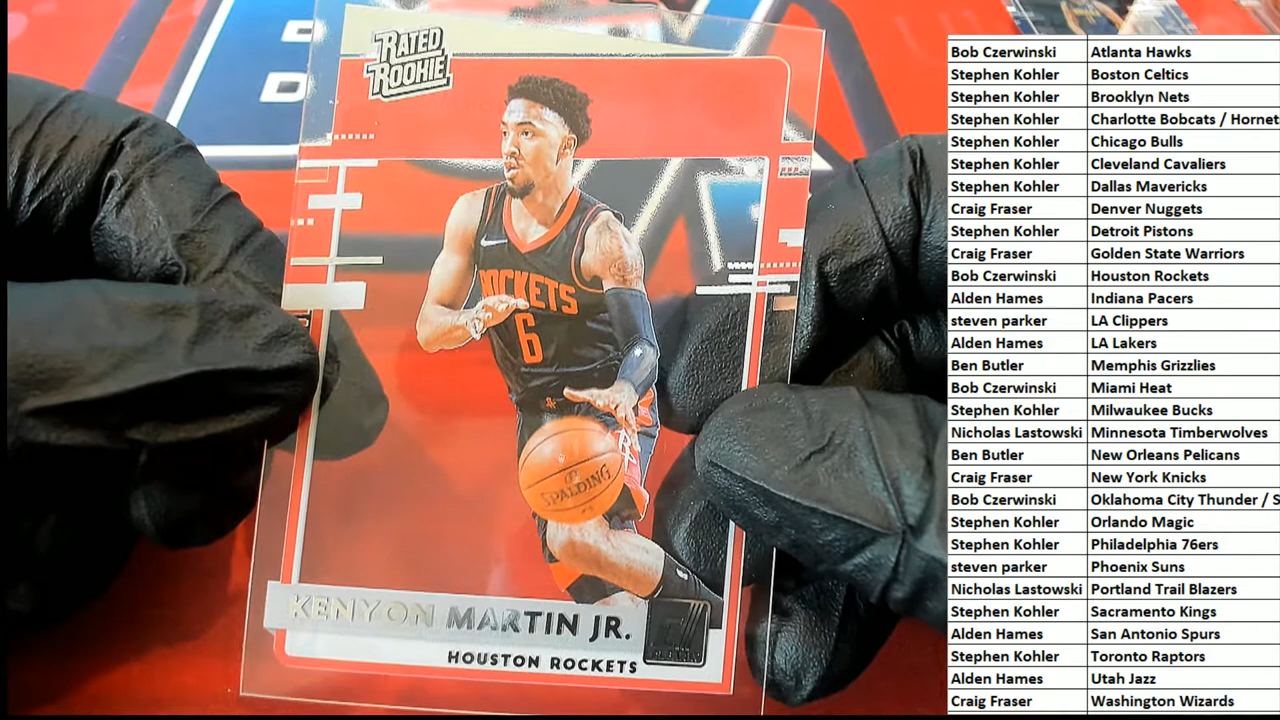 RATED
ROOKIE
ROCKETS
6
SPALDING
KENYON MARTIN JR.
HOUSTON ROCKETS
Bob Czerwinski Atlanta Hawks
Stephen Kohler Boston Celtics
Stephen Kohler Brooklyn Nets
Stephen Kohler Charlotte Bobcats / Hornet
Stephen Kohler Chicago Bulls
Stephen Kohler Cleveland Cavaliers
Stephen Kohler Dallas Mavericks
Craig Fraser Denver Nuggets
Stephen Kohler Detroit Pistons
Craig Fraser Golden State Warriors
Bob Czerwinski Houston Rockets
Alden Hames Indiana Pacers
steven parker LA Clippers
Alden Hames LA Lakers
Ben Butler Memphis Grizzlies
Bob Czerwinski Miami Heat
Stephen Kohler Milwaukee Bucks
Nicholas Lastowski Minnesota Timberwolves
Ben Butler New Orleans Pelicans
Craig Fraser New York Knicks
Bob Czerwinski Oklahoma City Thunder / S
Stephen Kohler Orlando Magic
Stephen Kohler Philadelphia 76ers
steven parker Phoenix Suns
Nicholas Lastowski Portland Trail Blazers
Stephen Kohler Sacramento Kings
Alden Hames San Antonio Spurs
Stephen Kohler Toronto Raptors
Alden Hames Utah Jazz
Craig Fraser Washington Wizards